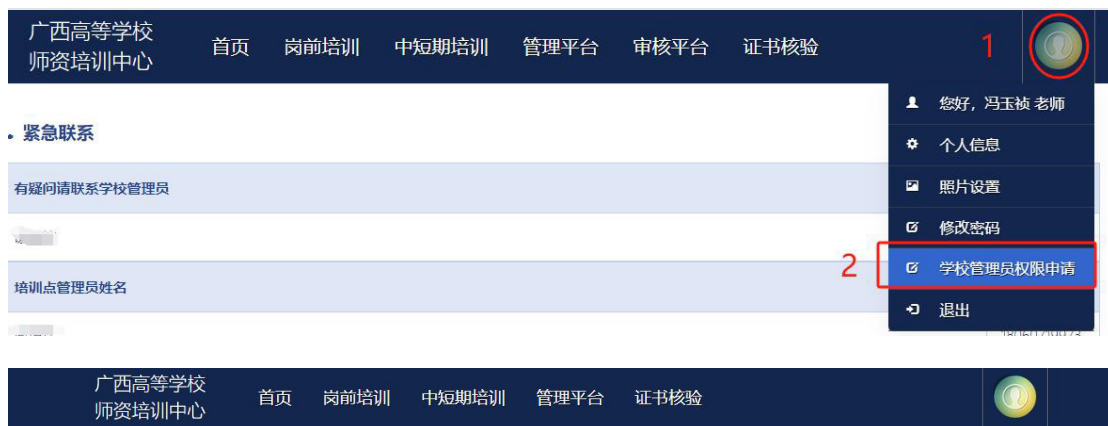 广西高等学校
师资培训中心
首页 岗前培训 中短期培训 管理平台 审核平台 证书核验
1
您好，冯玉祯 老师
紧急联系
个人信息
有疑问请联系学校管理员
照片设置
修改密码
2
学校管理员权限申请
培训点管理员姓名
退出
广西高等学校
师资培训中心
首页 岗前培训 中短期培训 管理平台 证书核验